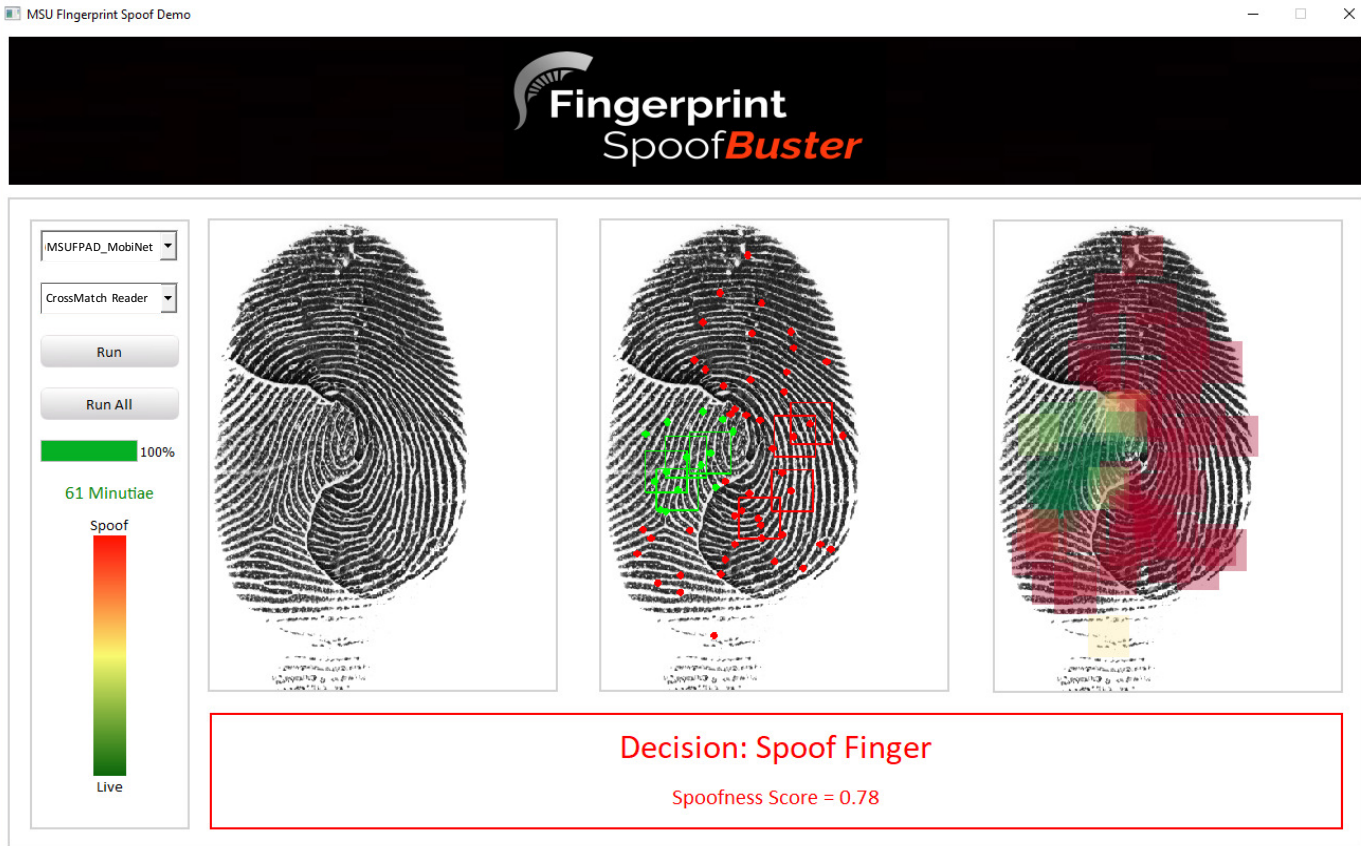 MSU FIngerprint Spoof Demo
Fingerprint
SpoofBuster
MSUFPAD_MobiNet
CrossMatch Reader
Run
Run All
100%
61 Minutiae
Spoof
Live
Decision: Spoof Finger
Spoofness Score = 0.78